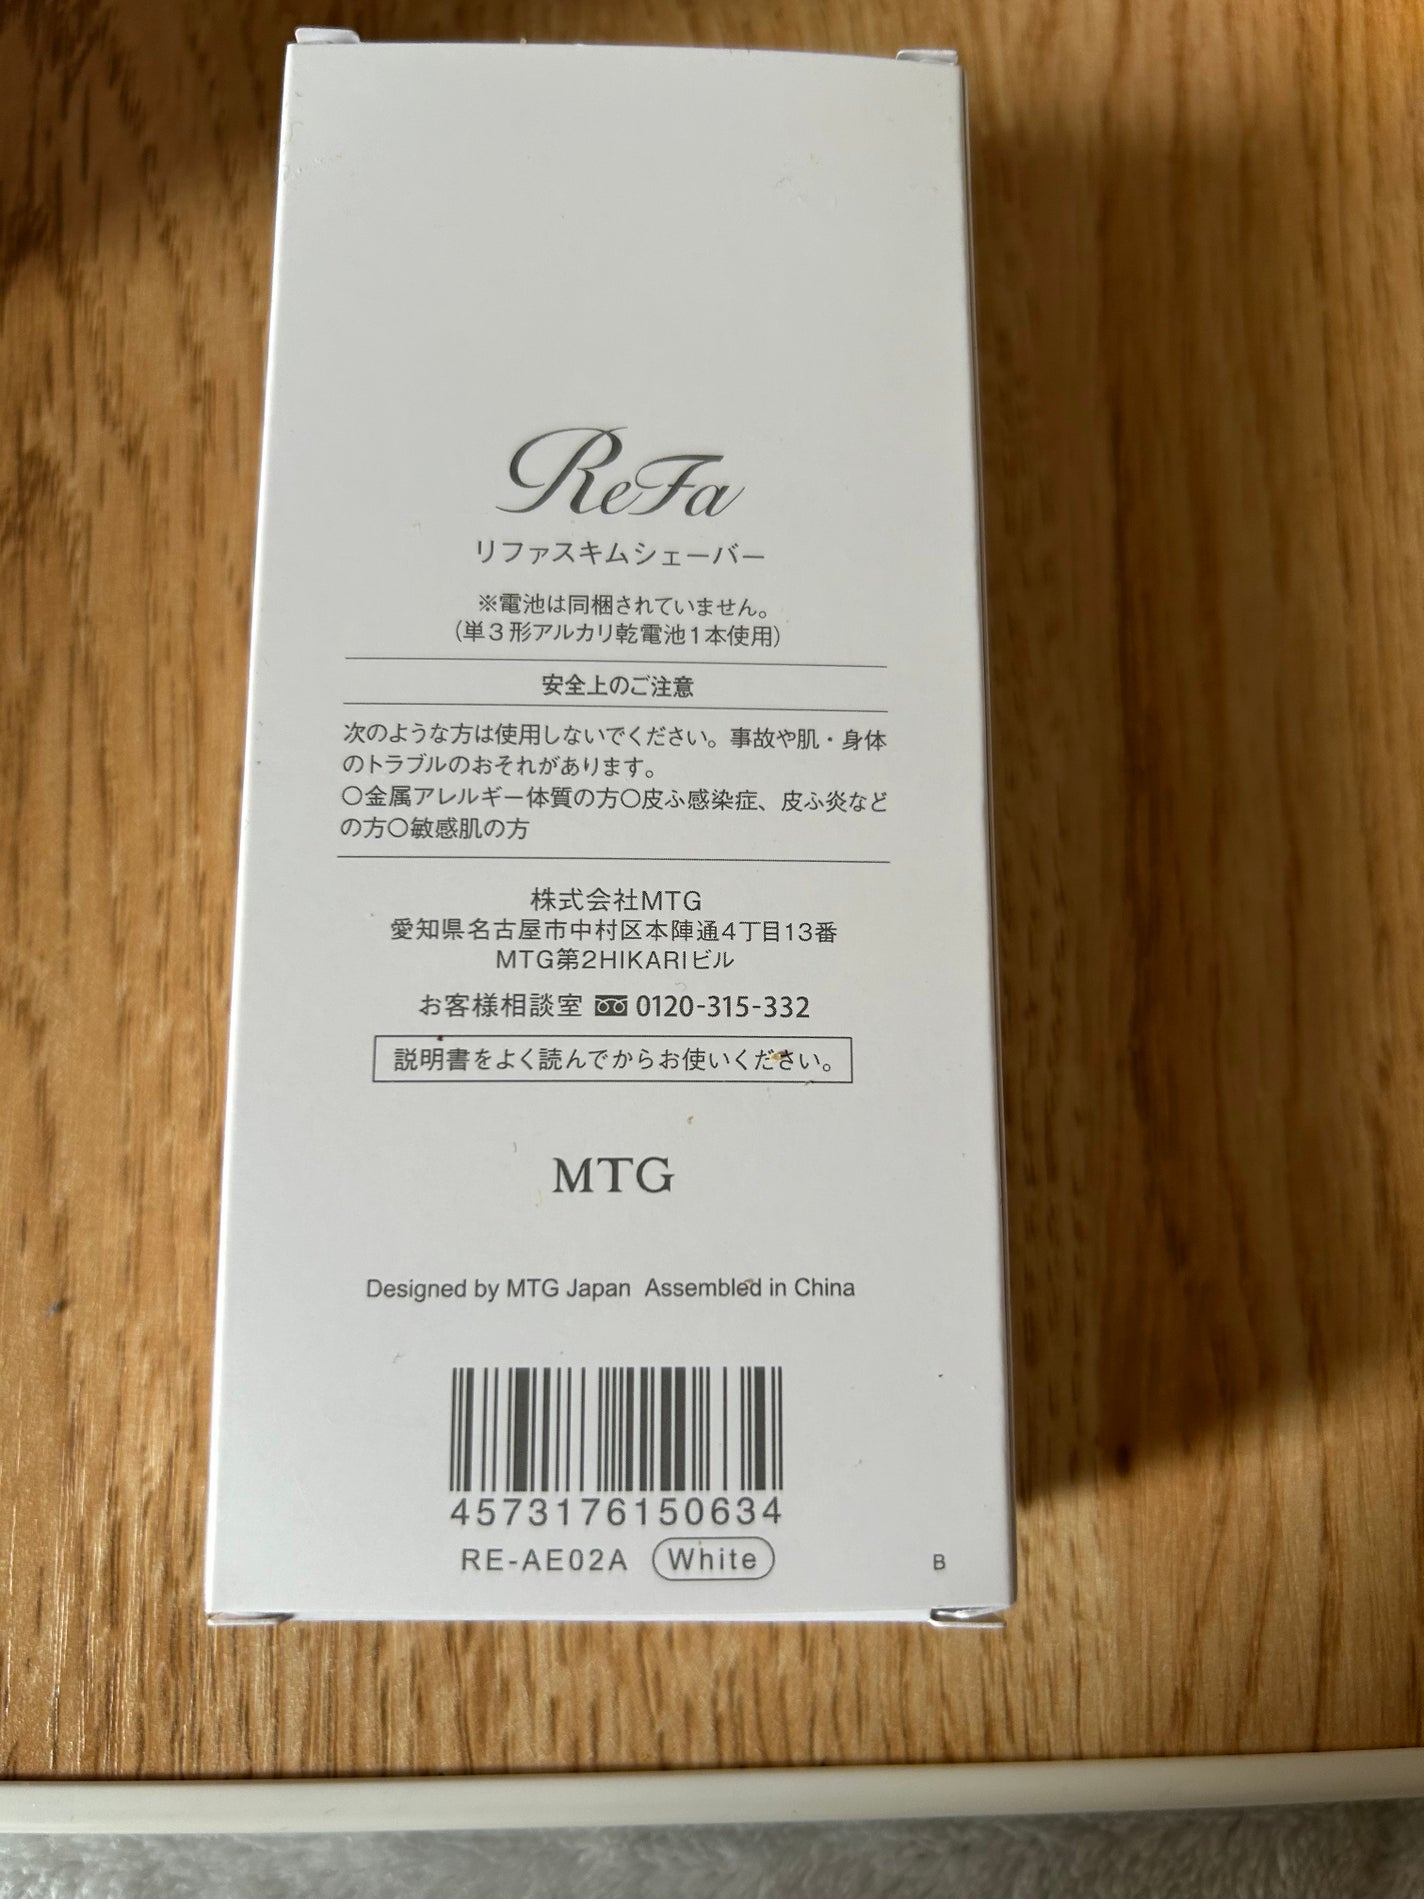 ReFa
リファスキムシェーバー
※電池は同梱されていません。
(単3形アルカリ乾電池1本使用)
安全上のご注意
次のような方は使用しないでください。事故や肌・身体
のトラブルのおそれがあります。
○金属アレルギー体質の方○皮ふ感染症、皮ふ炎など
の方○敏感肌の方
株式会社MTG
愛知県名古屋市中村区本陣通4丁目13番
MTG第2HIKARIビル
お客様相談室 0120-315-332
説明書をよく読んでからお使いください。
MTG
Designed by MTG Japan Assembled in China
4573176150634
RE-AE02A White B